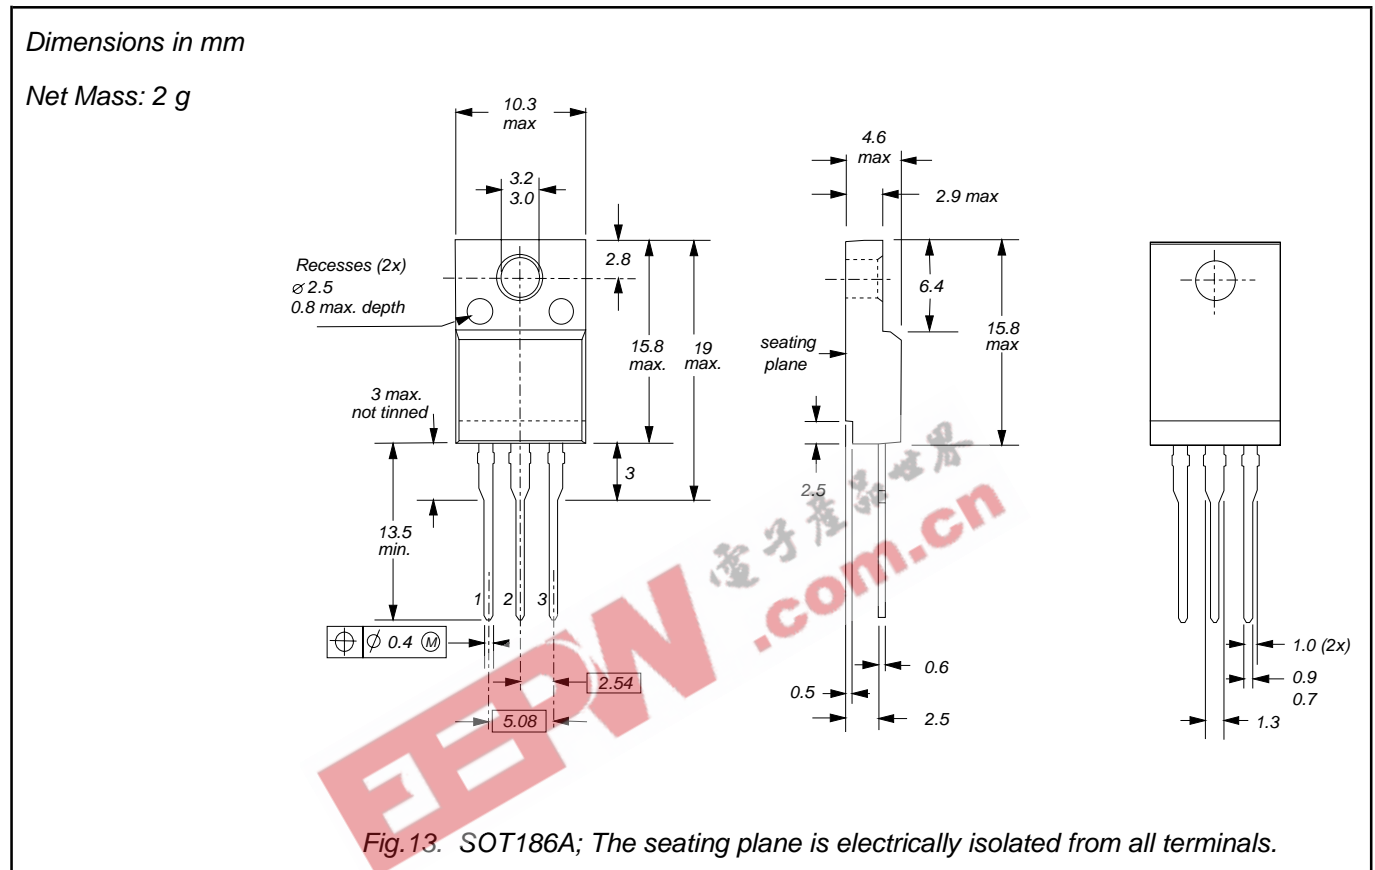 Dimensions in mm
Net Mass: 2 g
10.3
max
3.2
3.0
2.8
Recesses (2x)
⌀ 2.5
0.8 max. depth
15.8
max.
19
max.
3 max.
not tinned
3
13.5
min.
1 2 3
⌀ 0.4 Ⓜ
2.54
5.08
4.6
max
2.9 max
6.4
15.8
max
seating
plane
2.5
0.6
0.5
2.5
1.0 (2x)
0.9
0.7
1.3
EEPW
電子產品世界
.com.cn
Fig.13. SOT186A; The seating plane is electrically isolated from all terminals.